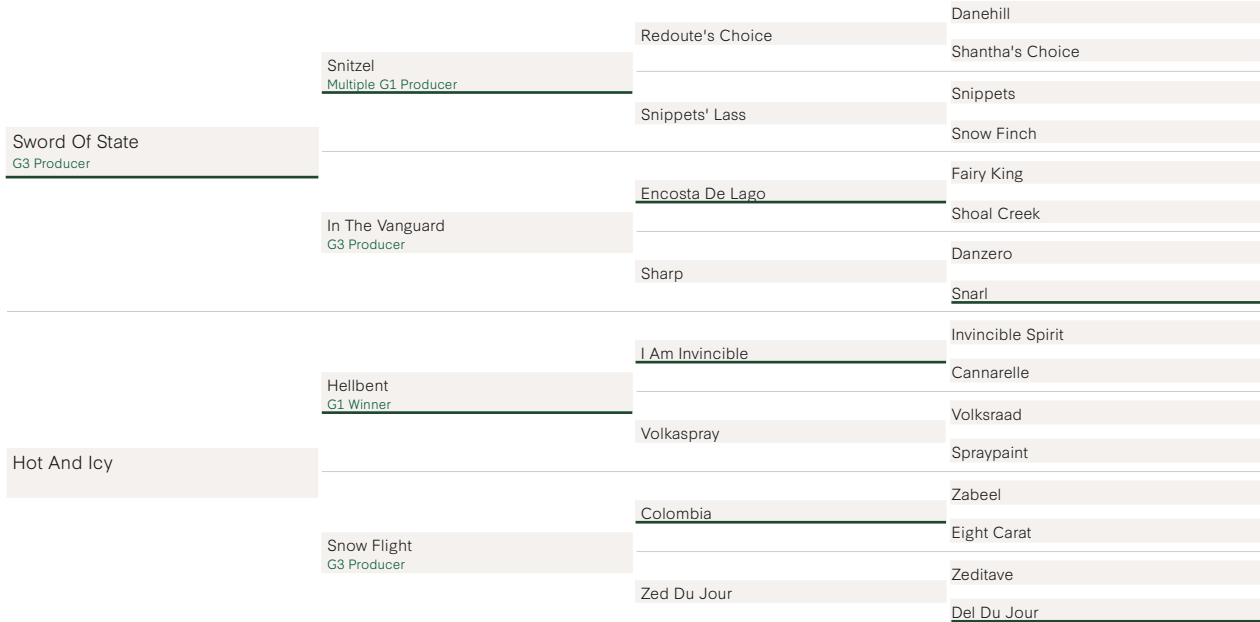 Sword Of State
G3 Producer
Hot And Icy
Snitzel
Multiple G1 Producer
In The Vanguard
G3 Producer
Hellbent
G1 Winner
Snow Flight
G3 Producer
Redoute's Choice
Snippets' Lass
Encosta De Lago
Sharp
I Am Invincible
Volkaspray
Colombia
Zed Du Jour
Danehill
Shantha's Choice
Snippets
Snow Finch
Fairy King
Shoal Creek
Danzero
Snarl
Invincible Spirit
Cannarelle
Volksraad
Spraypaint
Zabeel
Eight Carat
Zeditave
Del Du Jour